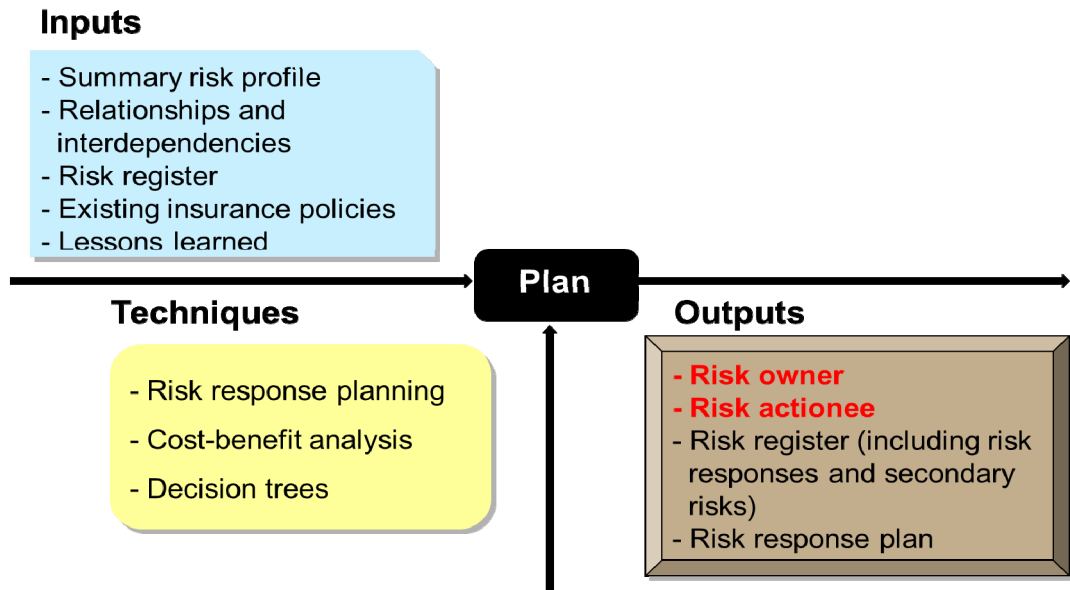 Inputs
- Summary risk profile
- Relationships and
interdependencies
- Risk register
- Existing insurance policies
- Lessons learned
Plan
Techniques
- Risk response planning
- Cost-benefit analysis
- Decision trees
Outputs
- Risk owner
- Risk actionee
- Risk register (including risk
responses and secondary
risks)
- Risk response plan